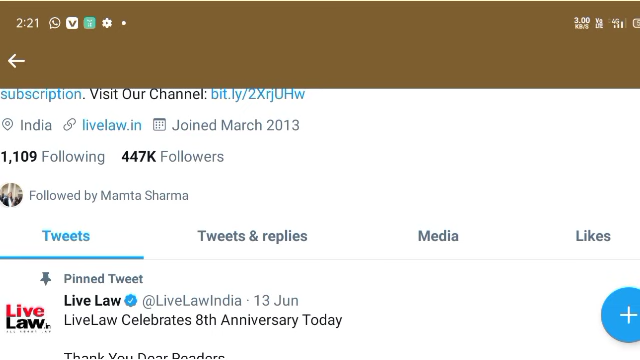 2:21
3.00 KB/S
4G
subscription. Visit Our Channel: bit.ly/2XrjUHw
India livelaw.in Joined March 2013
1,109 Following 447K Followers
Followed by Mamta Sharma
Tweets Tweets & replies Media Likes
Pinned Tweet
Live Law @LiveLawIndia · 13 Jun
Live Law.in
LiveLaw Celebrates 8th Anniversary Today
Thank You Dear Readers